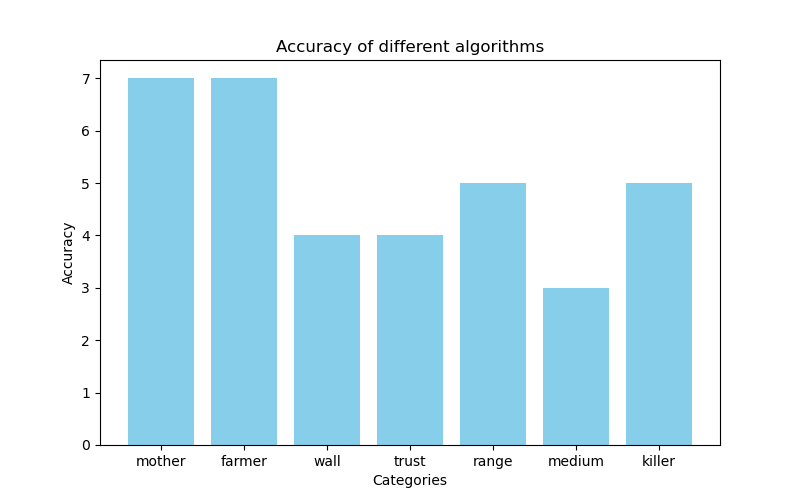 Accuracy of different algorithms
Accuracy
7
6
5
4
3
2
1
0
mother farmer wall trust range medium killer
Categories